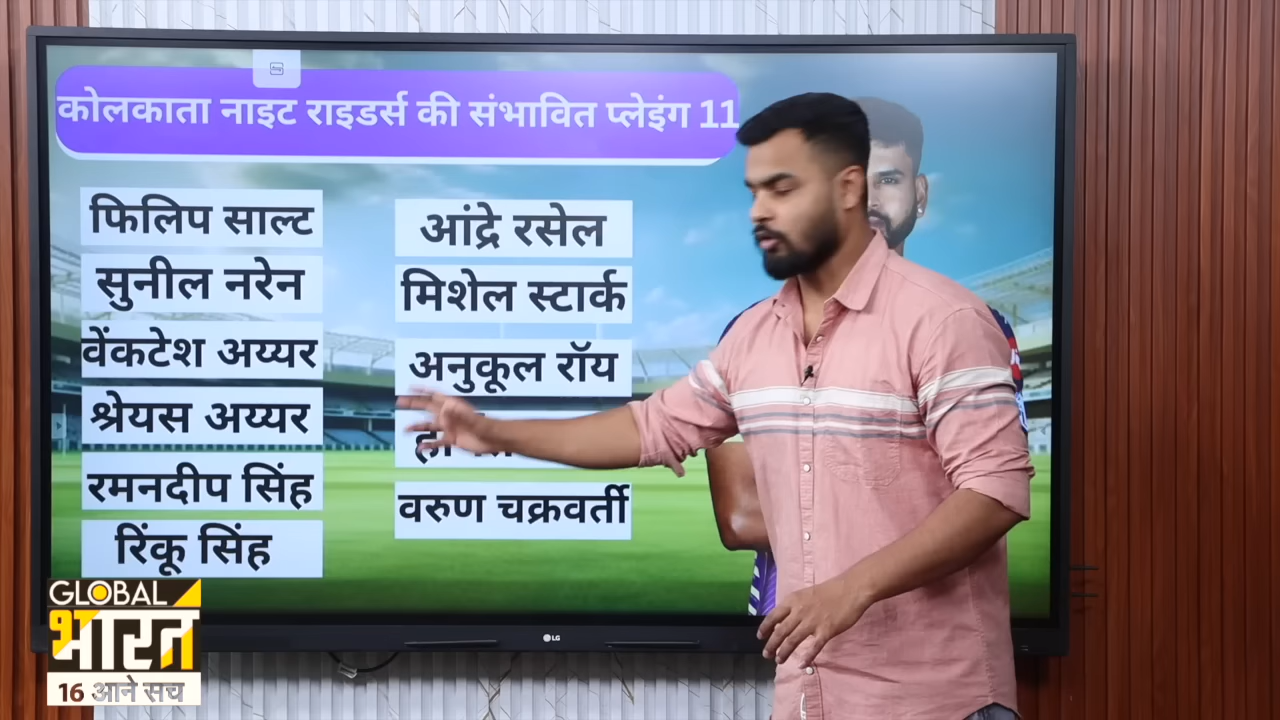 कोलकाता नाइट राइडर्स की संभावित प्लेइंग 11
फिलिप साल्ट
सुनील नरेन
वेंकटेश अय्यर
श्रेयस अय्यर
रमनदीप सिंह
रिंकू सिंह
आंद्रे रसेल
मिशेल स्टार्क
अनुकूल रॉय
वरुण चक्रवर्ती
LG
GLOBAL
भारत
16 आने सच